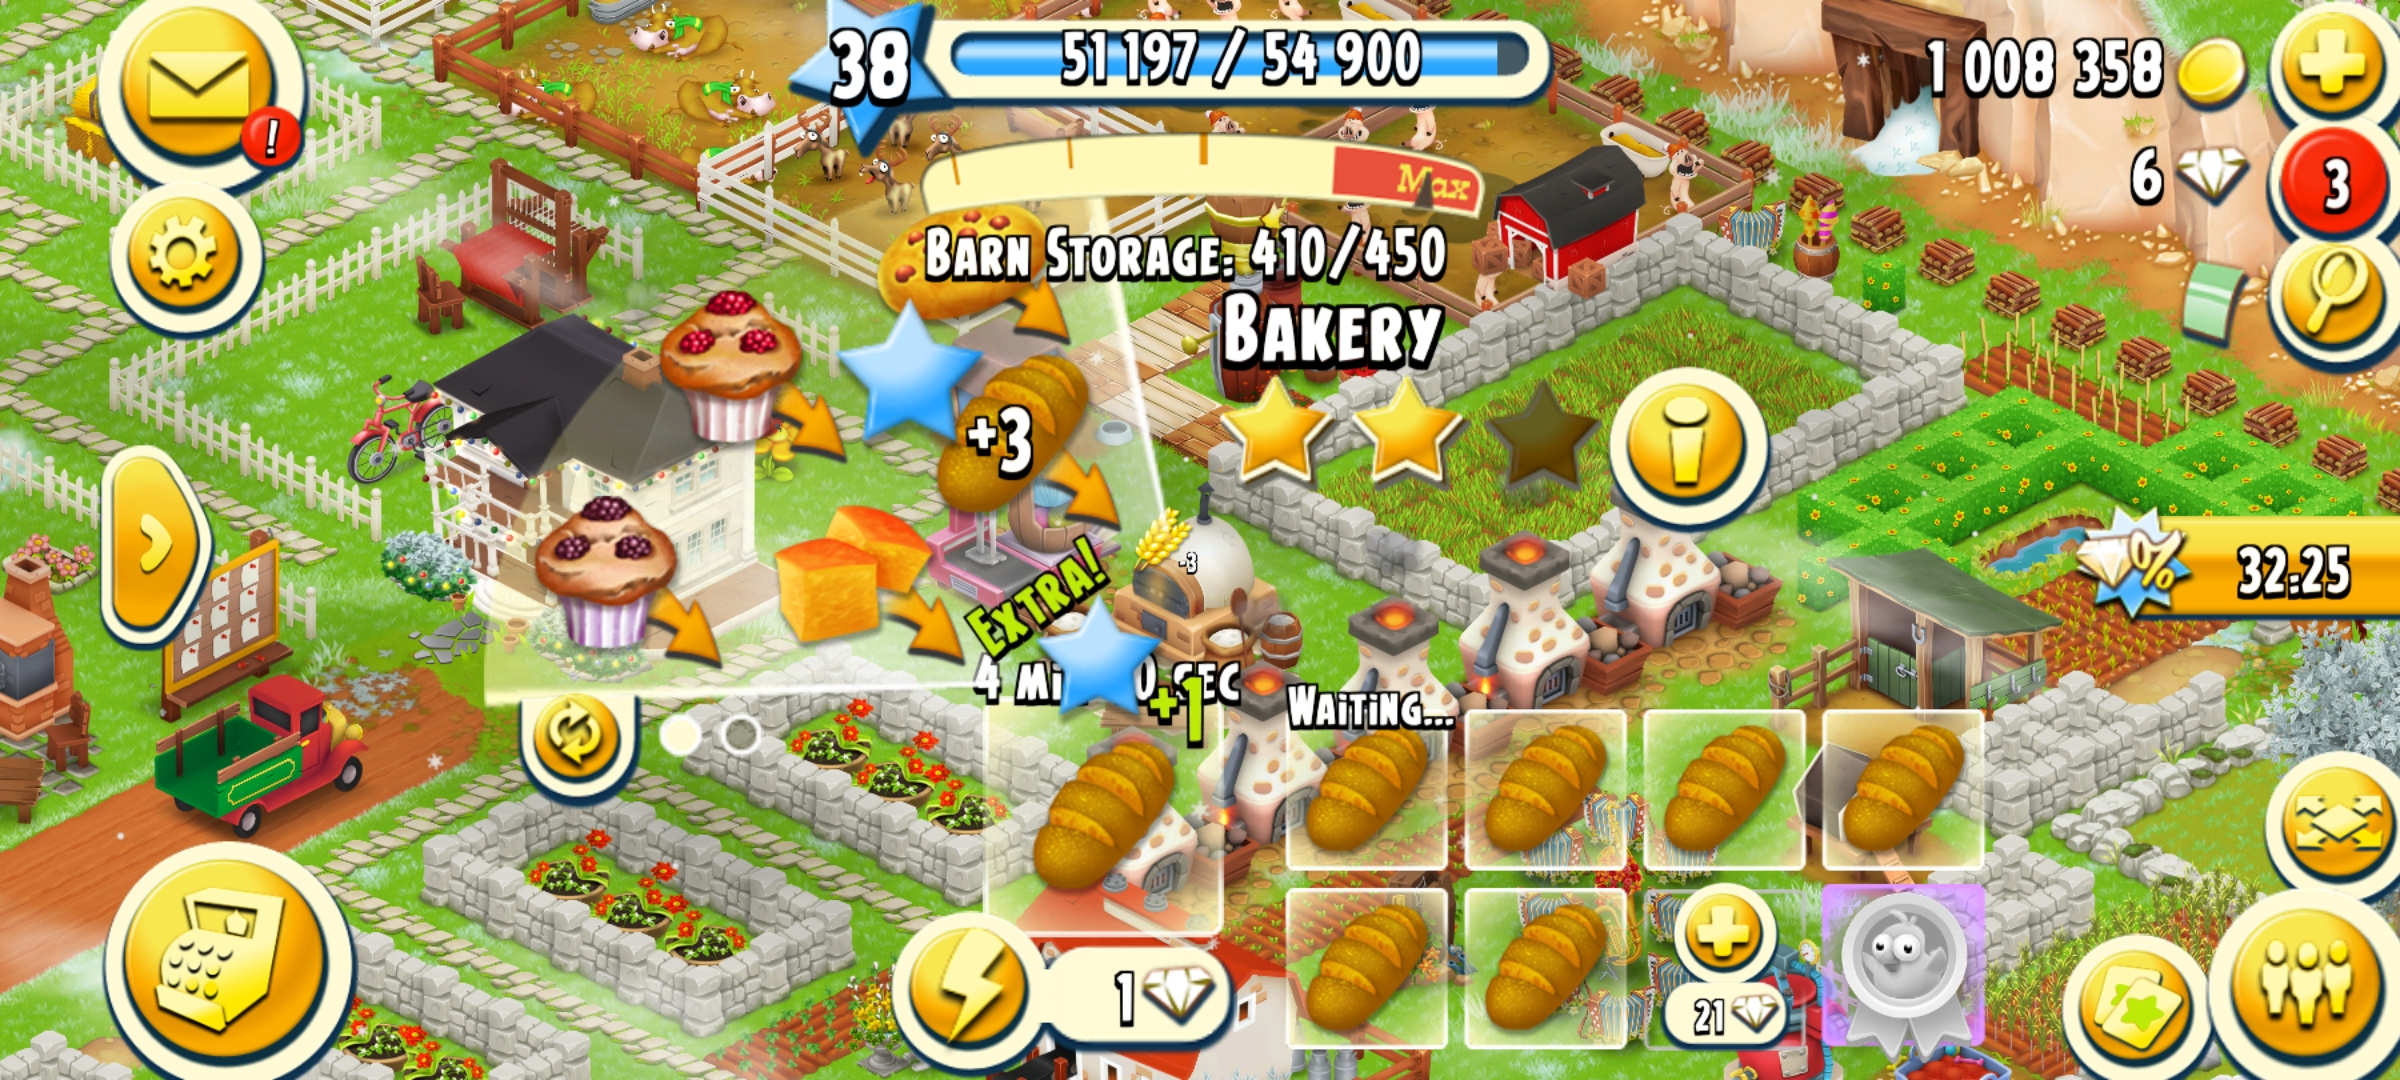 38
51 197 / 54 900
1 008 358
!
6
3
Max
BARN STORAGE: 410/450
BAKERY
+3
-3
%
32:25
EXTRA!
+1
WAITING...
1
21